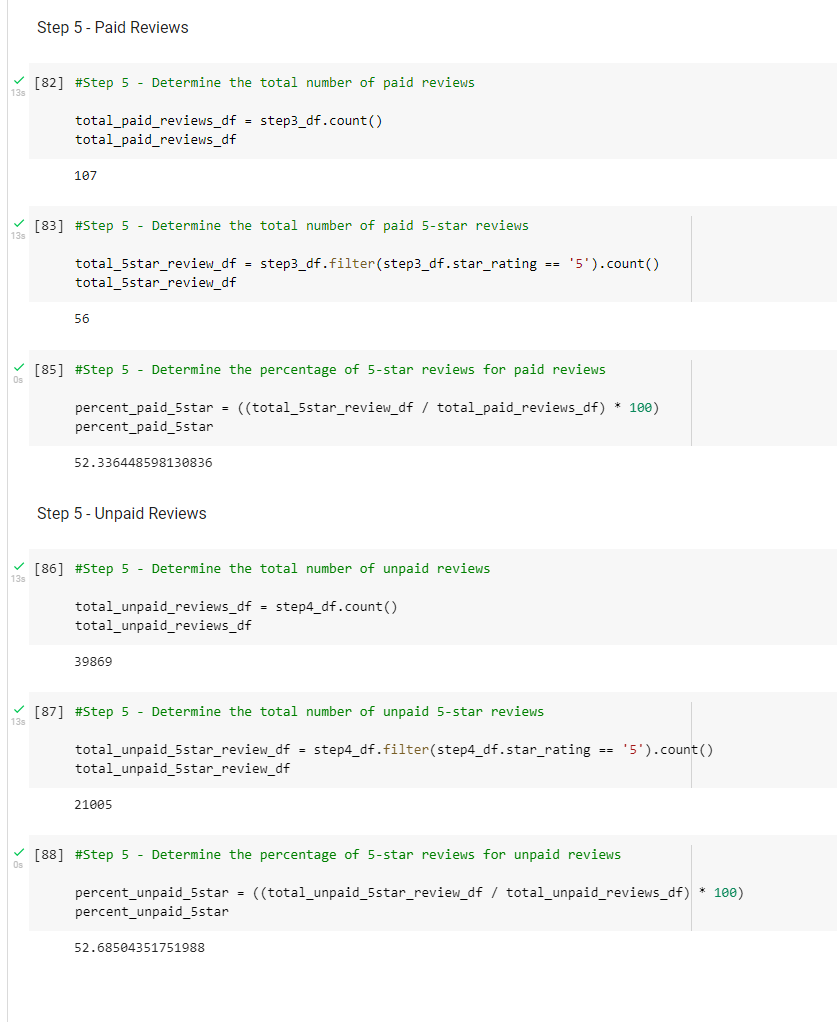 Step 5 - Paid Reviews
[82] #Step 5 - Determine the total number of paid reviews
13s
total_paid_reviews_df = step3_df.count()
total_paid_reviews_df
107
[83] #Step 5 - Determine the total number of paid 5-star reviews
13s
total_5star_review_df = step3_df.filter(step3_df.star_rating == '5').count()
total_5star_review_df
56
[85] #Step 5 - Determine the percentage of 5-star reviews for paid reviews
0s
percent_paid_5star = ((total_5star_review_df / total_paid_reviews_df) * 100)
percent_paid_5star
52.336448598130836
Step 5 - Unpaid Reviews
[86] #Step 5 - Determine the total number of unpaid reviews
13s
total_unpaid_reviews_df = step4_df.count()
total_unpaid_reviews_df
39869
[87] #Step 5 - Determine the total number of unpaid 5-star reviews
13s
total_unpaid_5star_review_df = step4_df.filter(step4_df.star_rating == '5').count()
total_unpaid_5star_review_df
21005
[88] #Step 5 - Determine the percentage of 5-star reviews for unpaid reviews
0s
percent_unpaid_5star = ((total_unpaid_5star_review_df / total_unpaid_reviews_df) * 100)
percent_unpaid_5star
52.68504351751988